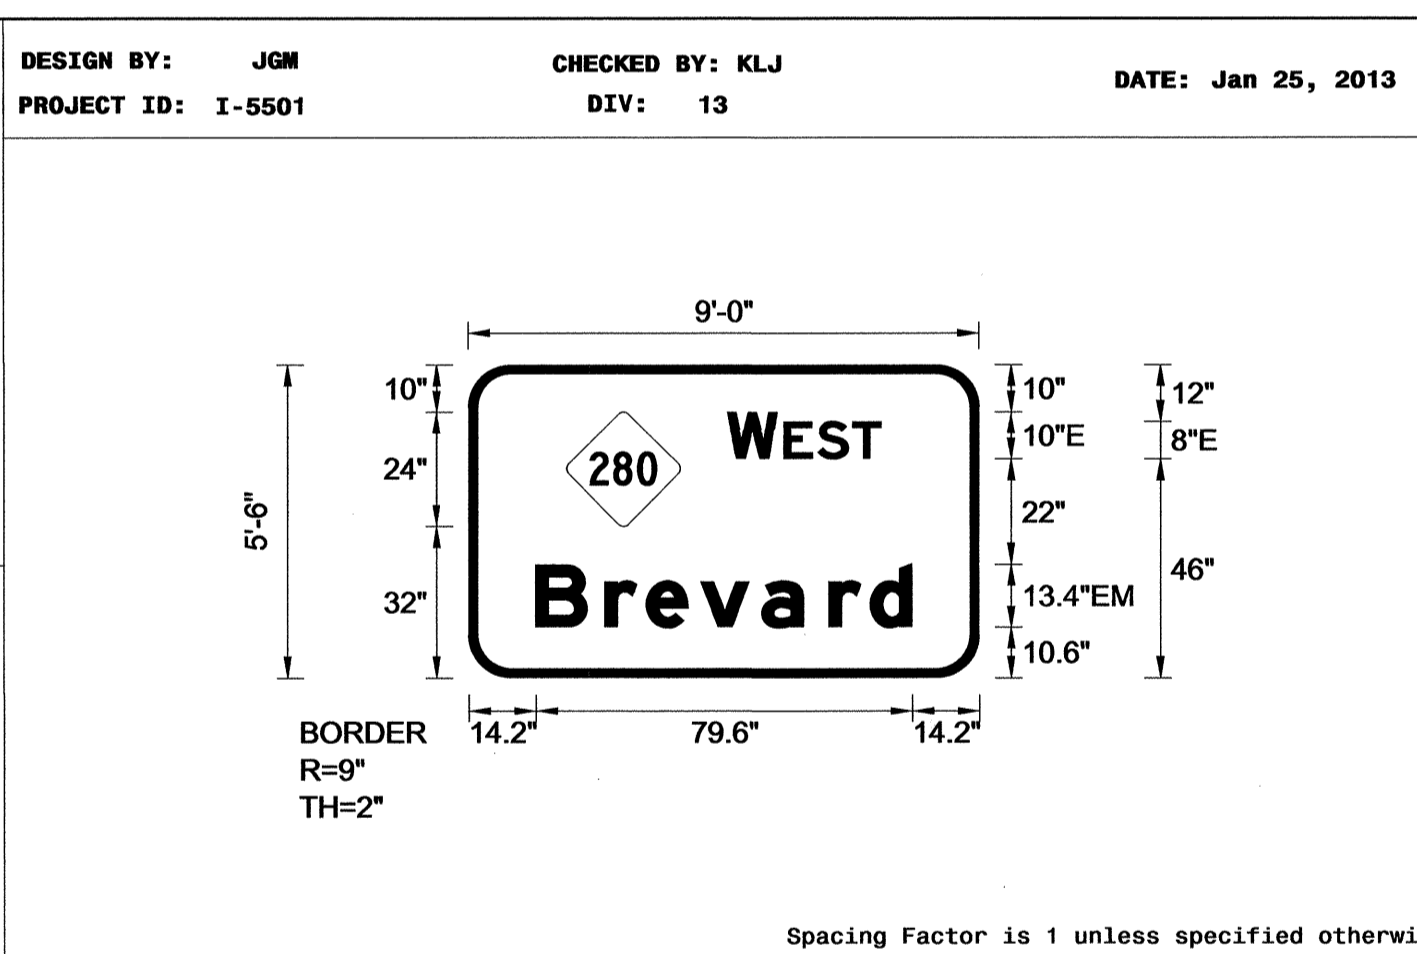 DESIGN BY: JGM CHECKED BY: KLJ DATE: Jan 25, 2013
PROJECT ID: I-5501 DIV: 13
9'-0"
10" 10" 12"
WEST 10"E 8"E
24" 280
5'-6" 22"
46"
32" Brevard 13.4"EM
10.6"
BORDER 14.2" 79.6" 14.2"
R=9"
TH=2"
Spacing Factor is 1 unless specified otherwi